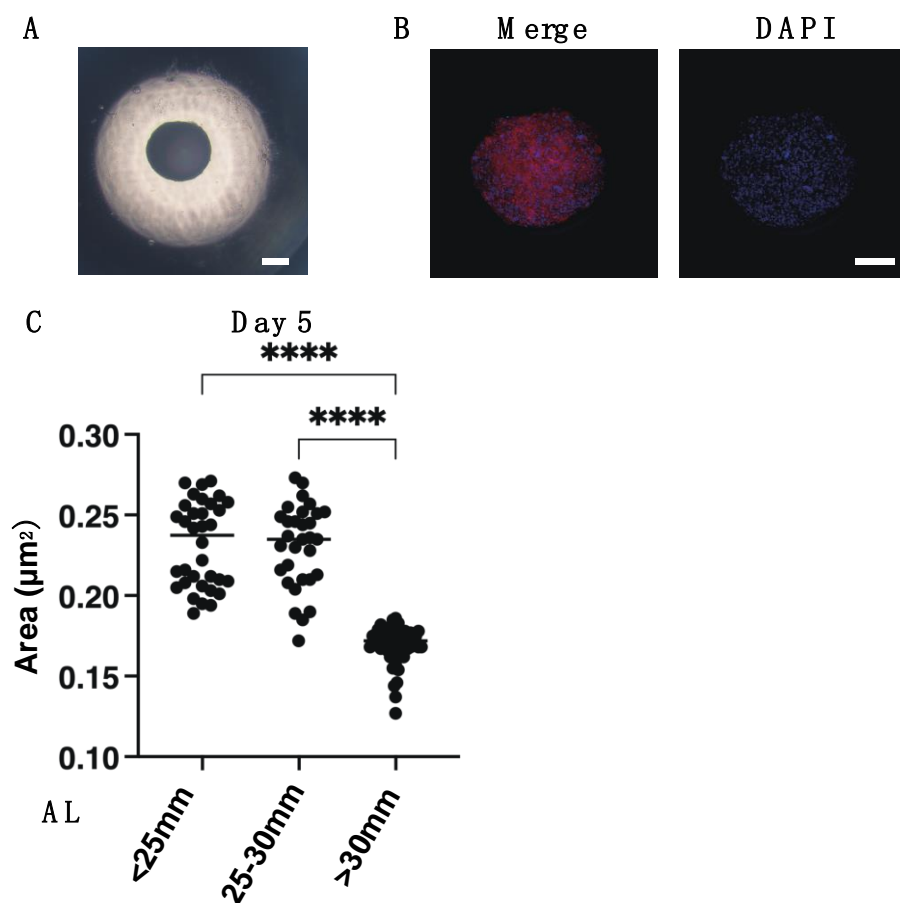 A
B
Merge
DAPI
C
Day 5
****
****
0.30
0.25
0.20
0.15
0.10
Area (μm2)
AL
<25mm
25-30mm
>30mm